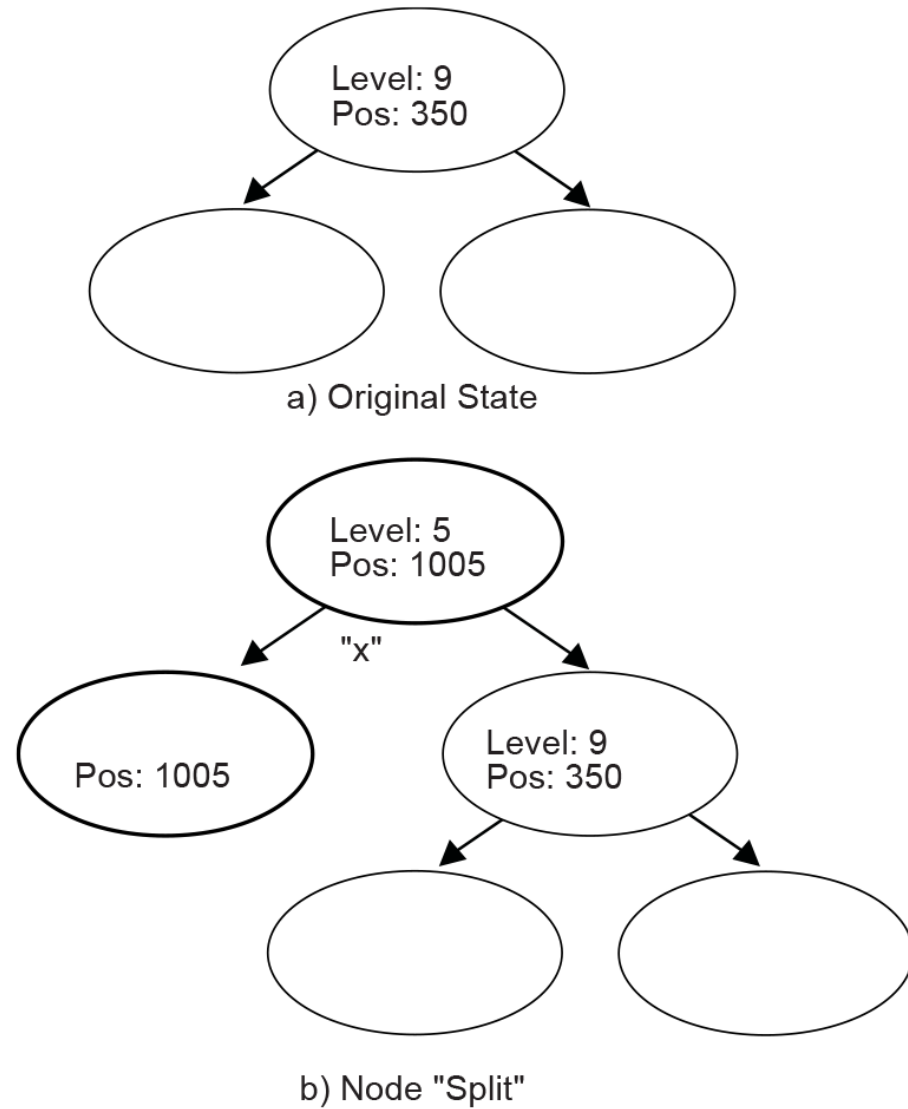 Level: 9
Pos: 350
a) Original State
Level: 5
Pos: 1005
"x"
Level: 9
Pos: 350
Pos: 1005
b) Node "Split"